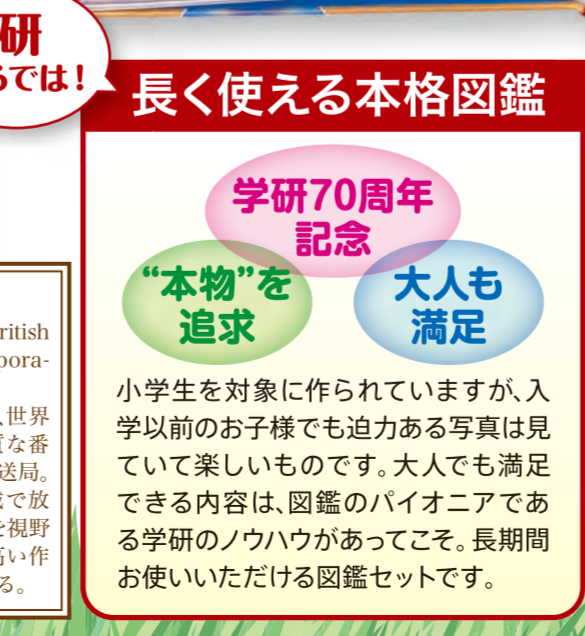 研
らでは!
長く使える本格図鑑
学研70周年
記念
“本物”を
追求
大人も
満足
小学生を対象に作られていますが、入
学以前のお子様でも迫力ある写真は見
ていて楽しいものです。大人でも満足
できる内容は、図鑑のパイオニアであ
る学研のノウハウがあってこそ。長期間
お使いいただける図鑑セットです。
ritish
pora-
、世界
質な番
送局。
域で放
を視野
高い作
る。